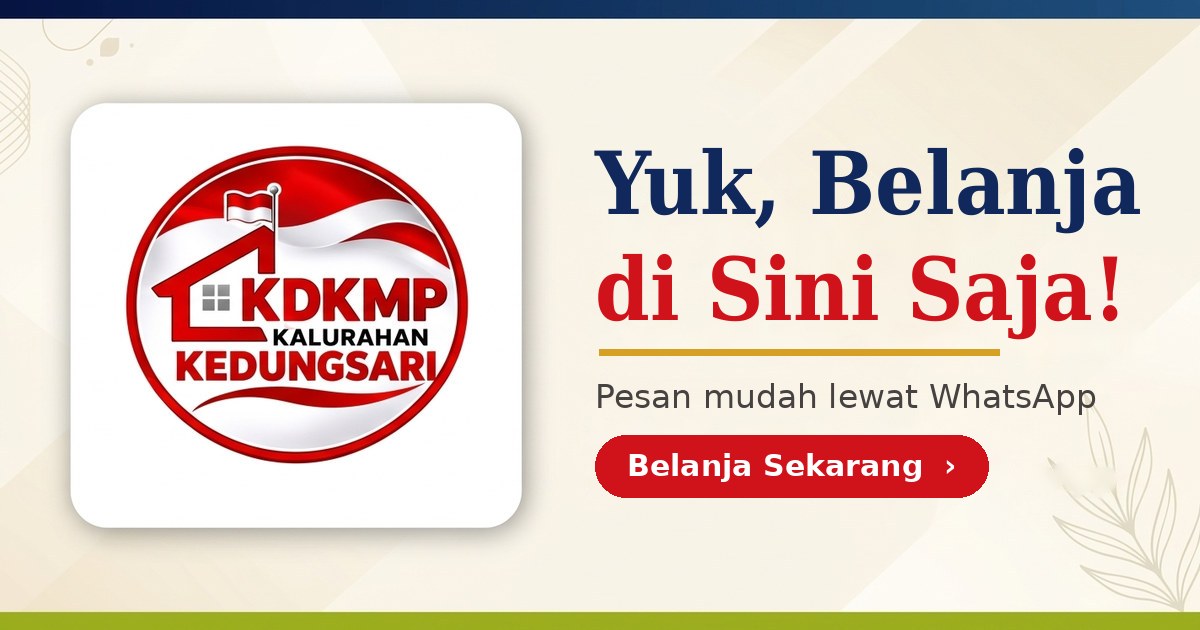 KDKMP
KALURAHAN
KEDUNGSARI
Yuk, Belanja
di Sini Saja!
Pesan mudah lewat WhatsApp
Belanja Sekarang ›